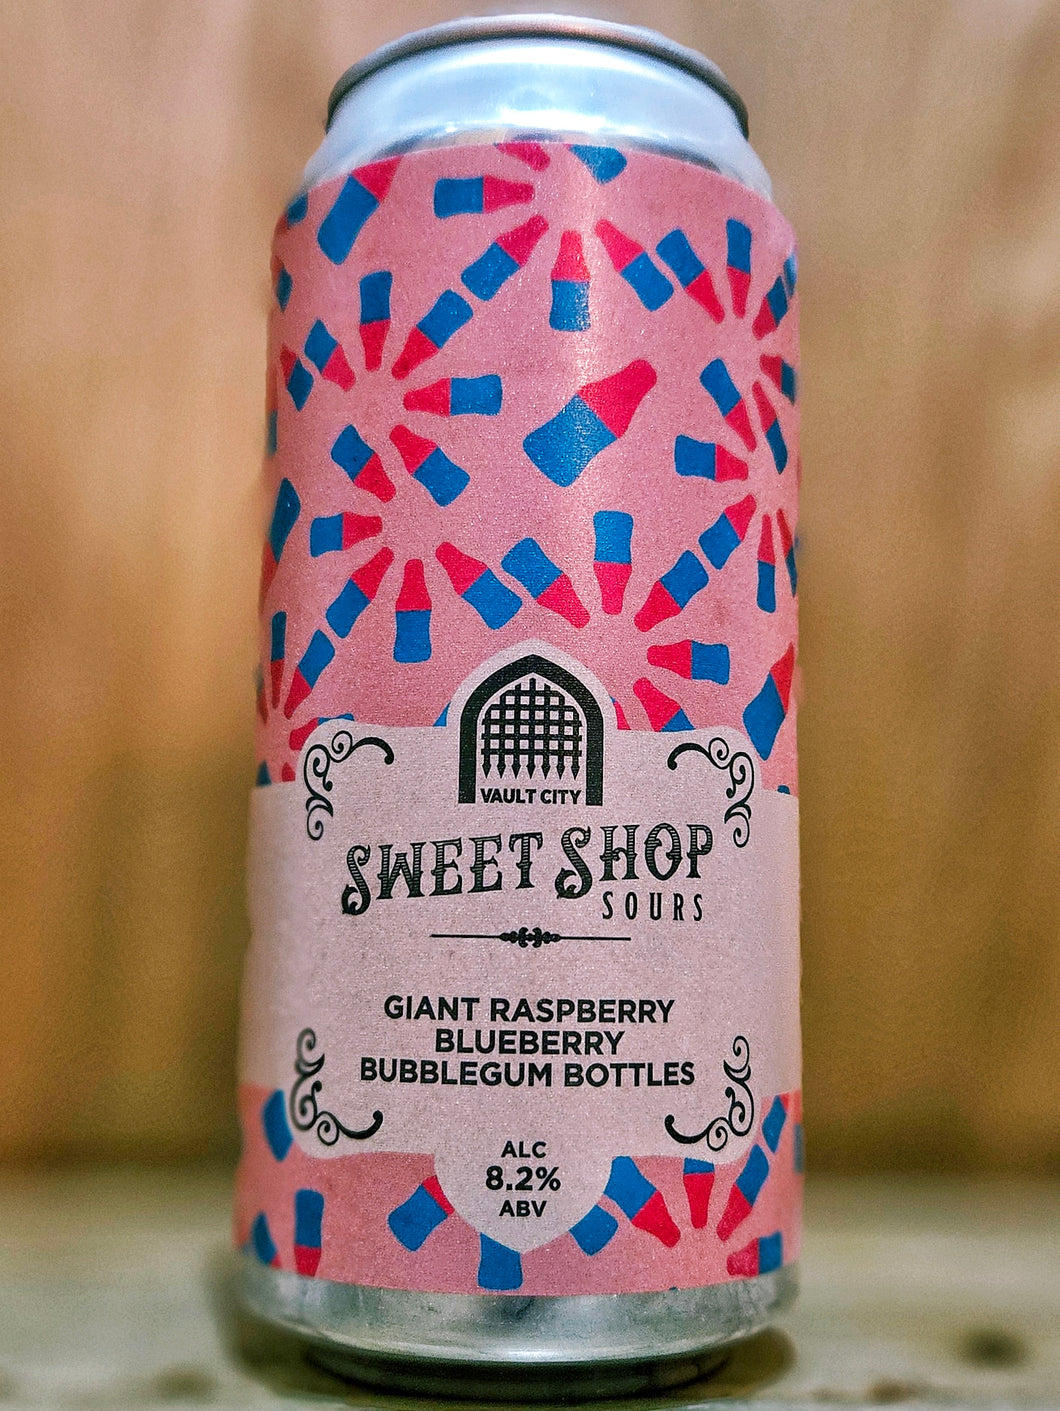 VAULT CITY
SWEET SHOP
SOURS
GIANT RASPBERRY
BLUEBERRY
BUBBLEGUM BOTTLES
ALC
8.2%
ABV